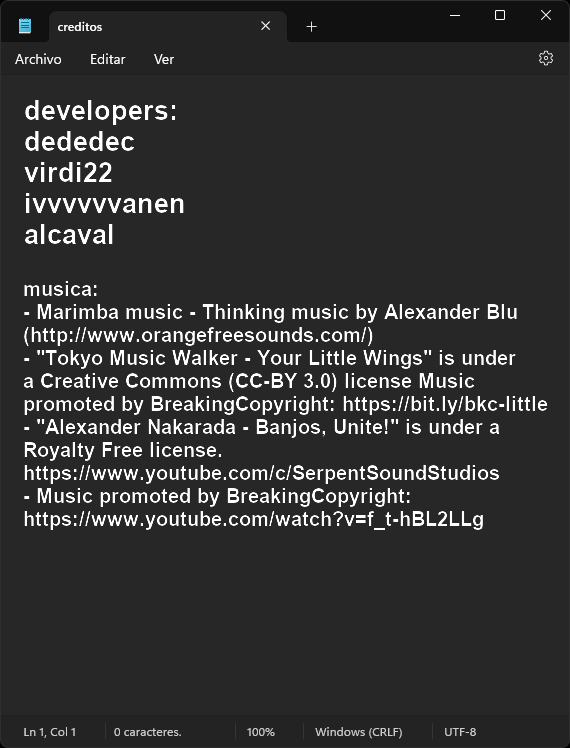 creditos
Archivo Editar Ver
developers:
dededec
virdi22
ivvvvvvanen
alcaval
musica:
- Marimba music - Thinking music by Alexander Blu
(http://www.orangefreesounds.com/)
- "Tokyo Music Walker - Your Little Wings" is under
a Creative Commons (CC-BY 3.0) license Music
promoted by BreakingCopyright: https://bit.ly/bkc-little
- "Alexander Nakarada - Banjos, Unite!" is under a
Royalty Free license.
https://www.youtube.com/c/SerpentSoundStudios
- Music promoted by BreakingCopyright:
https://www.youtube.com/watch?v=f_t-hBL2LLg
Ln 1, Col 1 0 caracteres. 100% Windows (CRLF) UTF-8